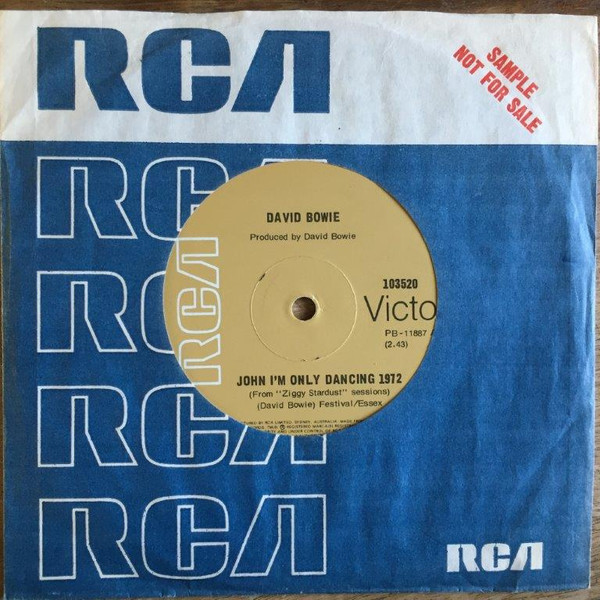 RCA
SAMPLE
NOT FOR SALE
RCA
RCA
RCA
RCA
DAVID BOWIE
Produced by David Bowie
RCA
103520
Victo
PB-11887
(2.43)
JOHN I'M ONLY DANCING 1972
(From "Ziggy Stardust" sessions)
(David Bowie) Festival/Essex
RCA